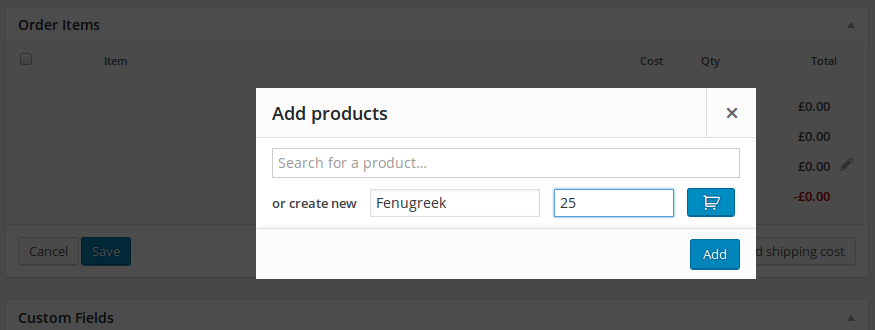 Order Items
Item Cost Qty Total
Add products ×
£0.00
£0.00
Search for a product...
£0.00
or create new Fenugreek 25
-£0.00
Cancel Save Add d shipping cost
Custom Fields